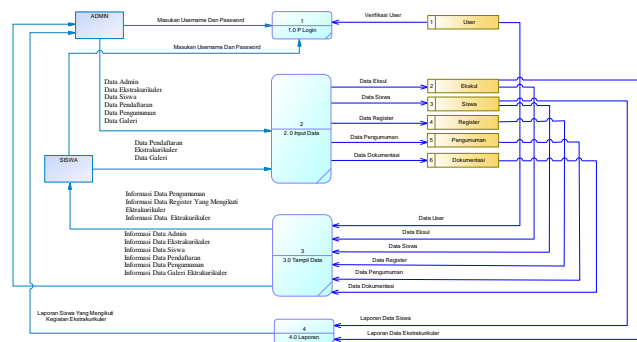 ADMIN
Masukan Username Dan Password
1
1.0 P Login
Verifikasi User
1
User
Masukan Username Dan Password
Data Admin
Data Ekstrakurikuler
Data Siswa
Data Pendaftaran
Data Pengumuman
Data Galeri
2
2. 0 Input Data
Data Eksul
2
Ekskul
Data Siswa
3
Siswa
Data Register
4
Register
Data Pengumuman
5
Pengumuman
Data Dokumentasi
6
Dokumentasi
SISWA
Data Pendaftaran
Ekstrakarikuler
Data Galeri
Informasi Data Pengumuman
Informasi Data Register Yang Mengikuti
Ektrakurikuler
Informasi Data Ektrakurikuler
Informasi Data Admin
Informasi Data Ekstrakurikuler
Informasi Data Siswa
Informasi Data Pendaftaran
Informasi Data Pengumuman
Informasi Data Galeri Ektrakurikuler
3
3.0 Tampil Data
Data User
Data Eksul
Data Siswa
Data Register
Data Pengumuman
Data Dokumentasi
Laporan Siswa Yang Mengikuti
Kegiatan Ekstrakurikuler
4
4.0 Laporan
Laporan Data Siswa
Laporan Data Ekstrakurikuler